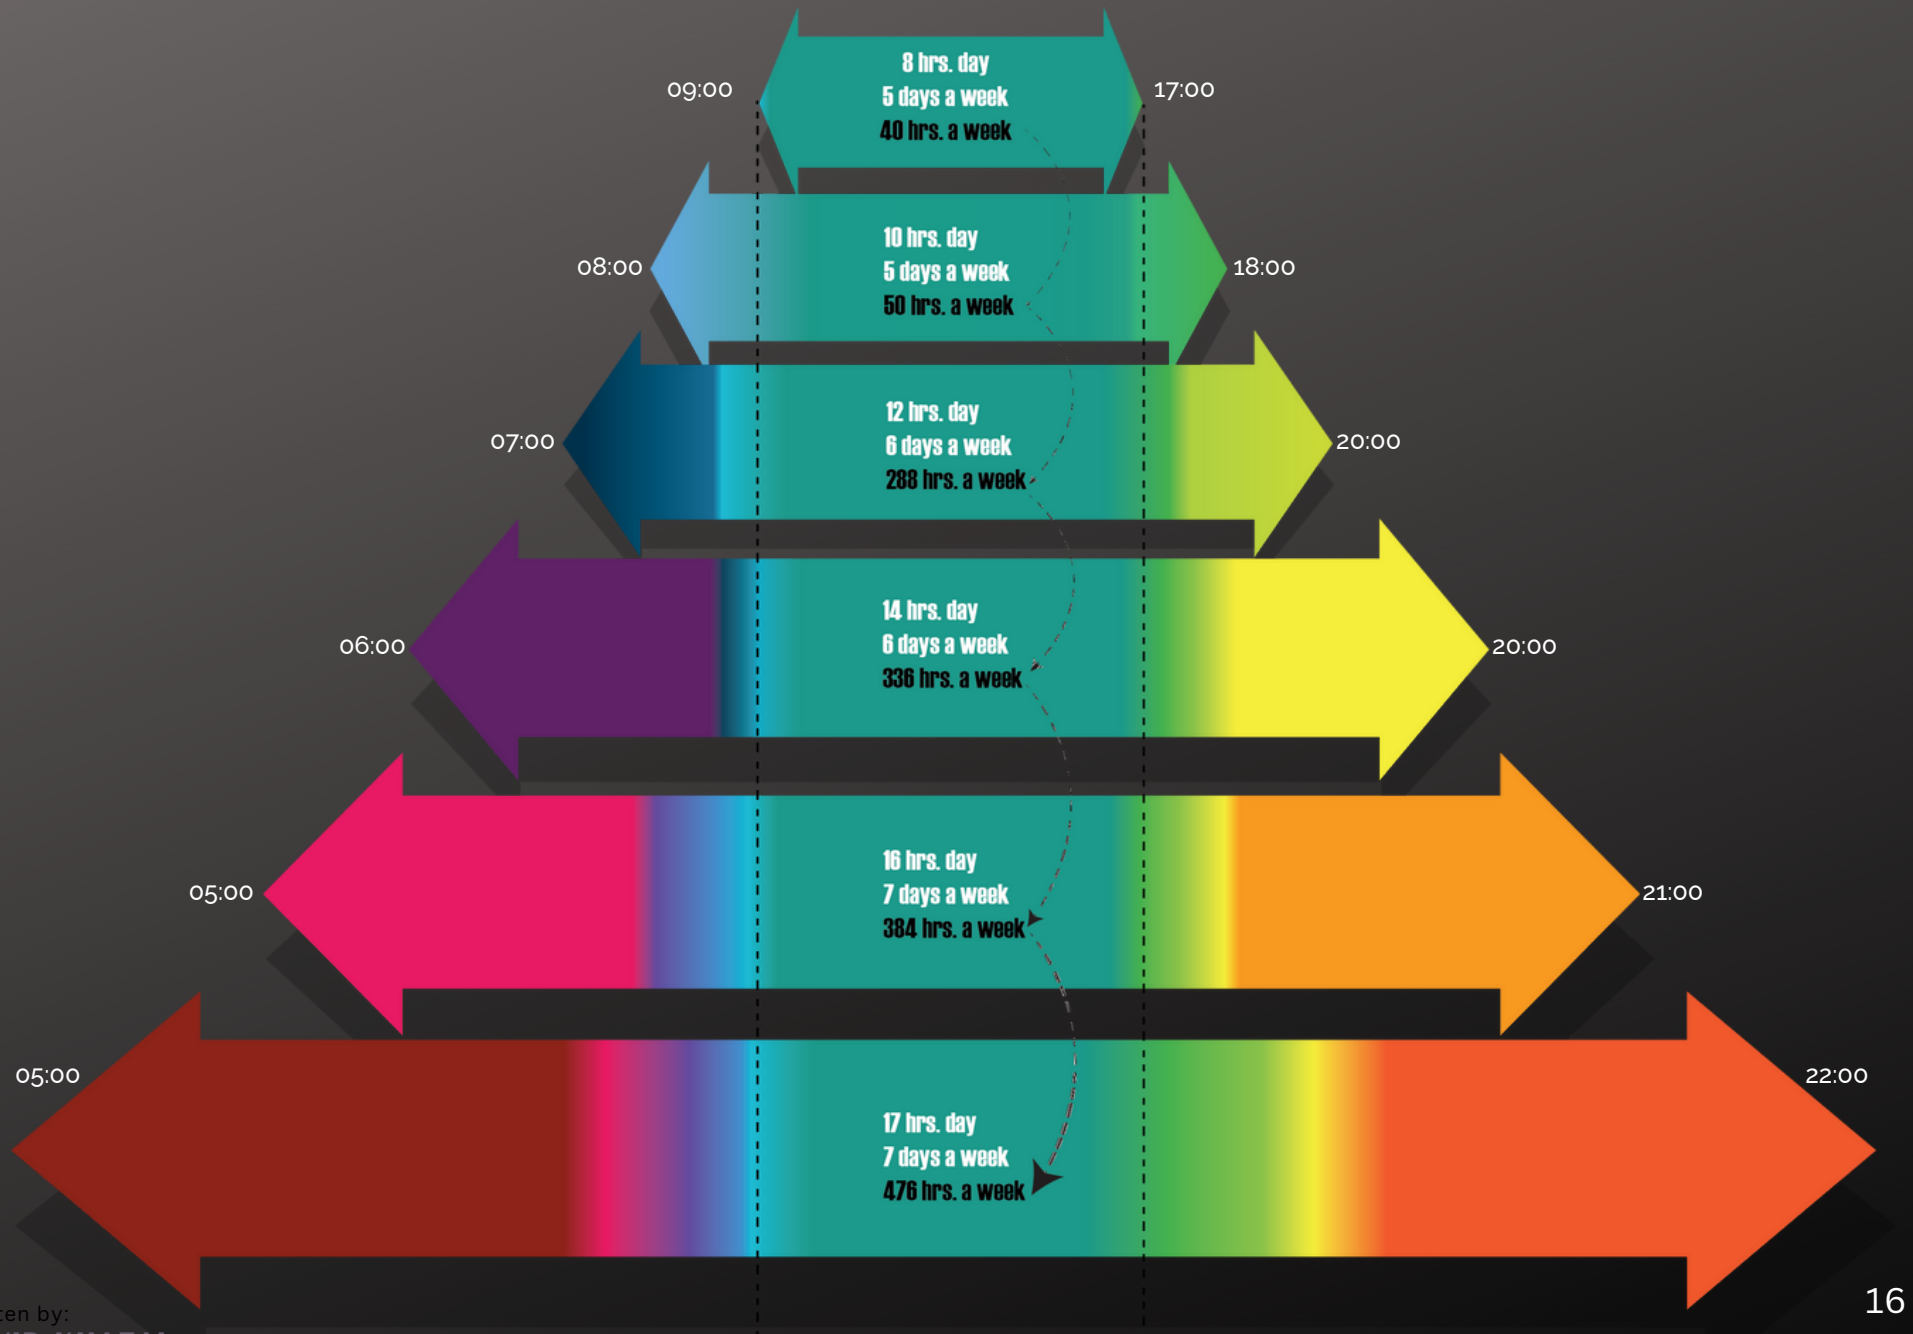 8 hrs. day
5 days a week
40 hrs. a week
09:00
17:00
10 hrs. day
5 days a week
50 hrs. a week
08:00
18:00
12 hrs. day
6 days a week
288 hrs. a week
07:00
20:00
14 hrs. day
6 days a week
336 hrs. a week
06:00
20:00
16 hrs. day
7 days a week
384 hrs. a week
05:00
21:00
05:00
22:00
17 hrs. day
7 days a week
476 hrs. a week
ten by:
16